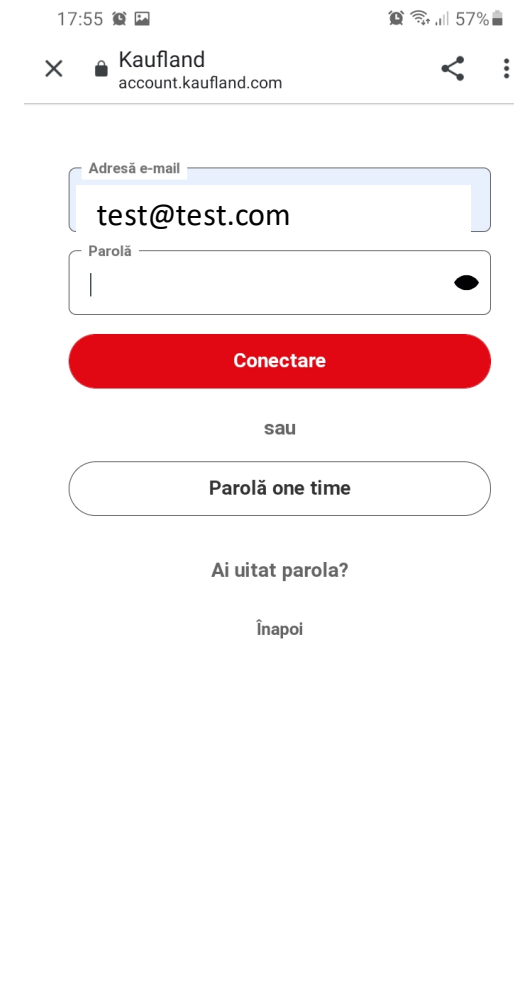 17:55 57%
Kaufland
account.kaufland.com
Adresă e-mail
test@test.com
Parolă
Conectare
sau
Parolă one time
Ai uitat parola?
Înapoi